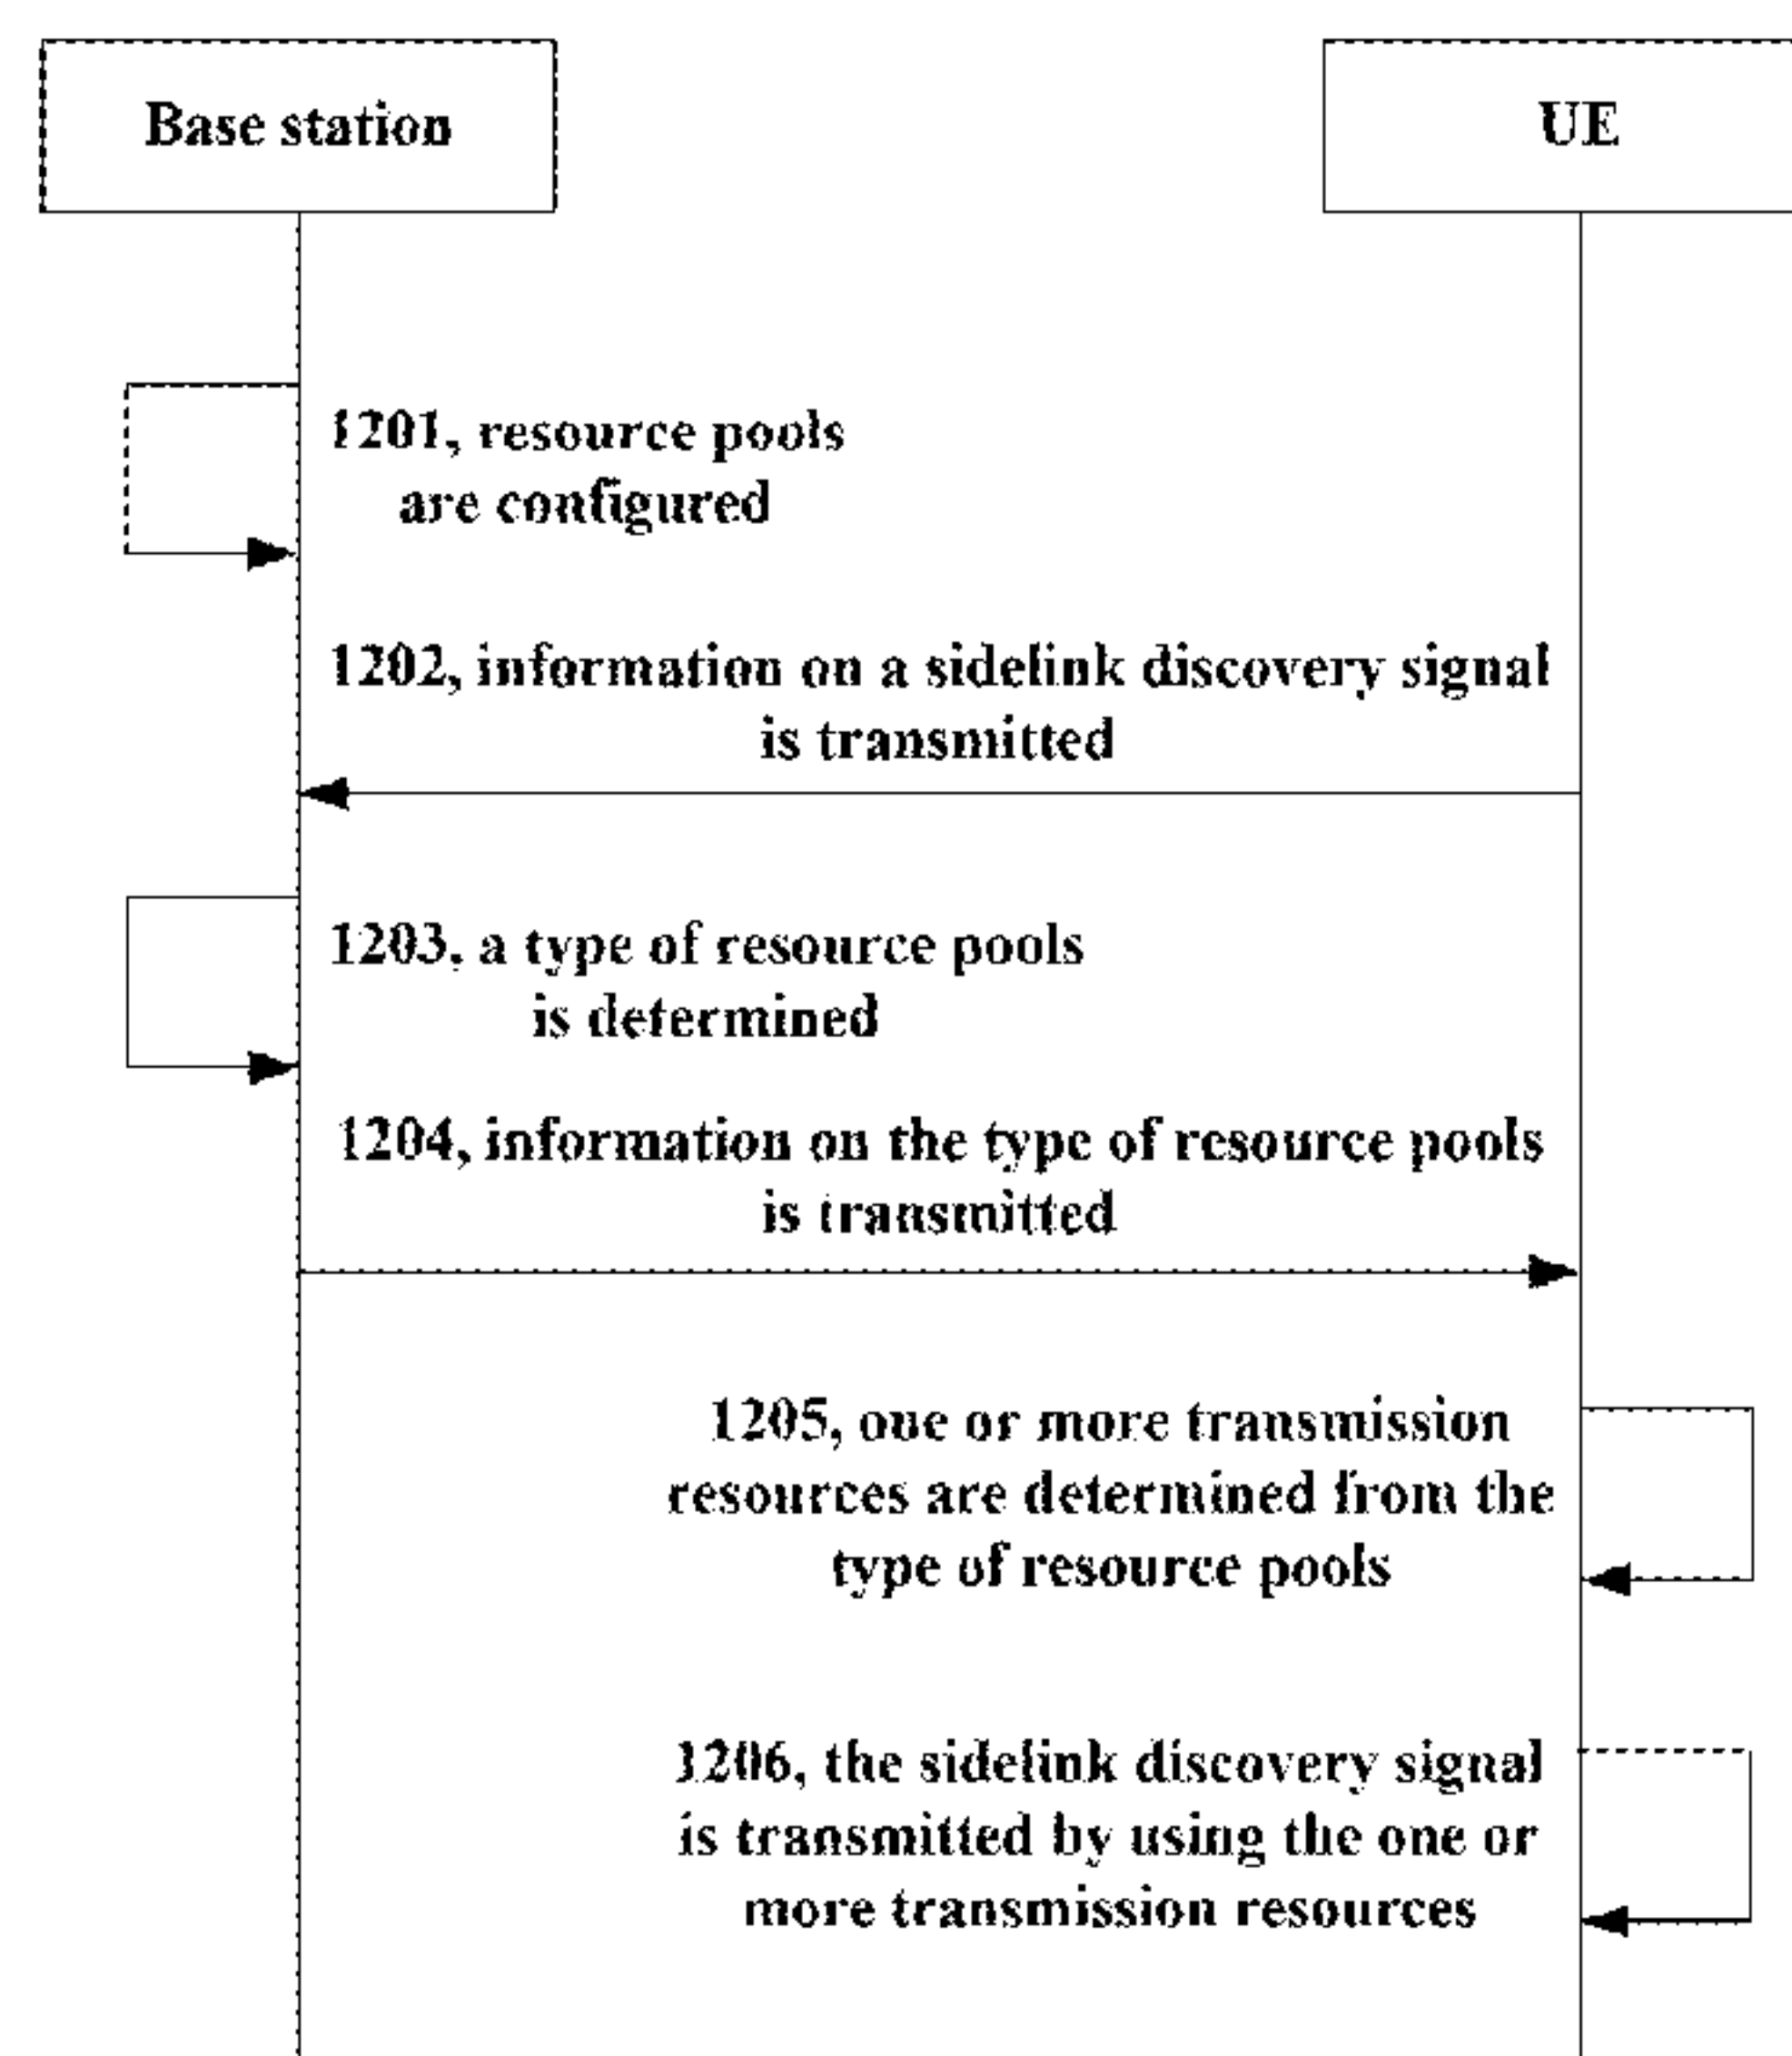 Base station
UE
1201, resource pools
are configured
1202, information on a sidelink discovery signal
is transmitted
1203, a type of resource pools
is determined
1204, information on the type of resource pools
is transmitted
1205, one or more transmission
resources are determined from the
type of resource pools
1206, the sidelink discovery signal
is transmitted by using the one or
more transmission resources